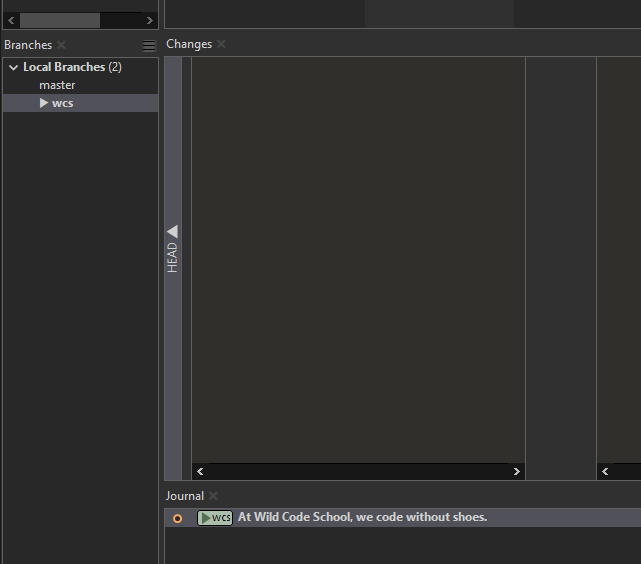 Branches
Changes
Local Branches (2)
master
wcs
HEAD
Journal
wcs At Wild Code School, we code without shoes.